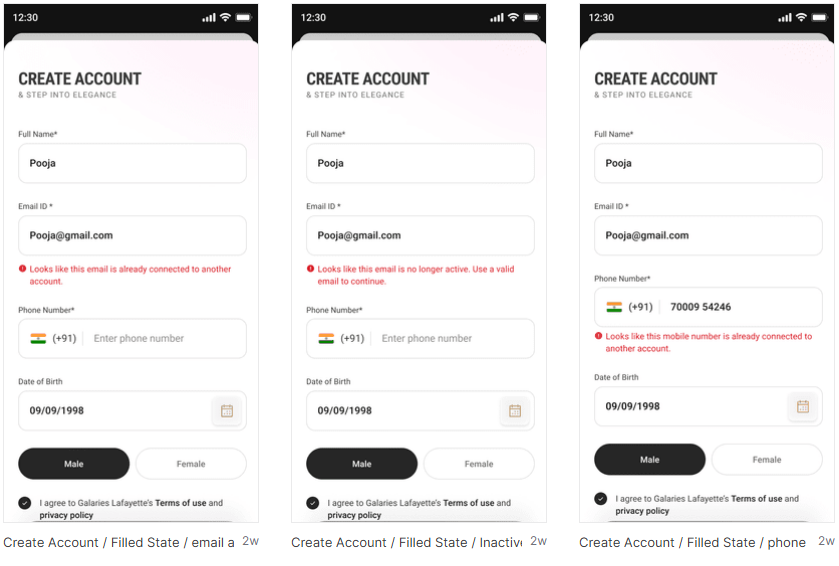 12:30
CREATE ACCOUNT
& STEP INTO ELEGANCE
Full Name*
Pooja
Email ID *
Pooja@gmail.com
Looks like this email is already connected to another
account.
Phone Number*
(+91) Enter phone number
Date of Birth
09/09/1998
Male Female
I agree to Galaries Lafayette's Terms of use and
privacy policy
Create Account / Filled State / email a 2w
12:30
CREATE ACCOUNT
& STEP INTO ELEGANCE
Full Name*
Pooja
Email ID *
Pooja@gmail.com
Looks like this email is no longer active. Use a valid
email to continue.
Phone Number*
(+91) Enter phone number
Date of Birth
09/09/1998
Male Female
I agree to Galaries Lafayette's Terms of use and
privacy policy
Create Account / Filled State / Inactiv 2w
12:30
CREATE ACCOUNT
& STEP INTO ELEGANCE
Full Name*
Pooja
Email ID *
Pooja@gmail.com
Phone Number*
(+91) 70009 54246
Looks like this mobile number is already connected to
another account.
Date of Birth
09/09/1998
Male Female
I agree to Galaries Lafayette's Terms of use and
privacy policy
Create Account / Filled State / phone 2w